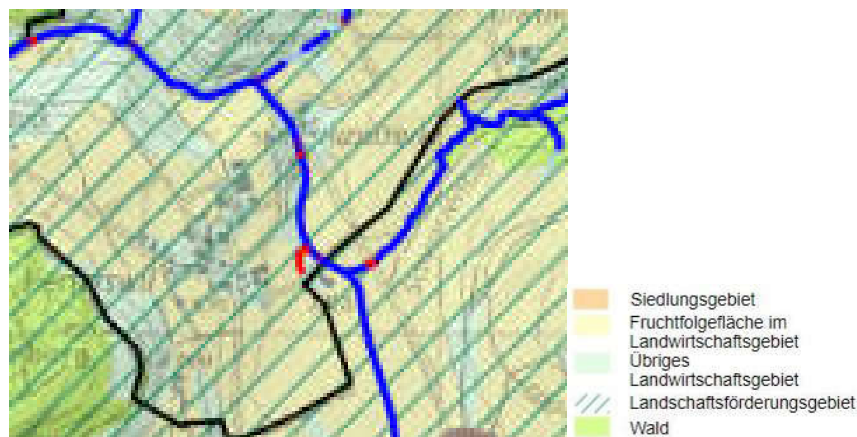 Siedlungsgebiet
Fruchtfolgefläche im
Landwirtschaftsgebiet
Übriges
Landwirtschaftsgebiet
Landschaftsförderungsgebiet
Wald